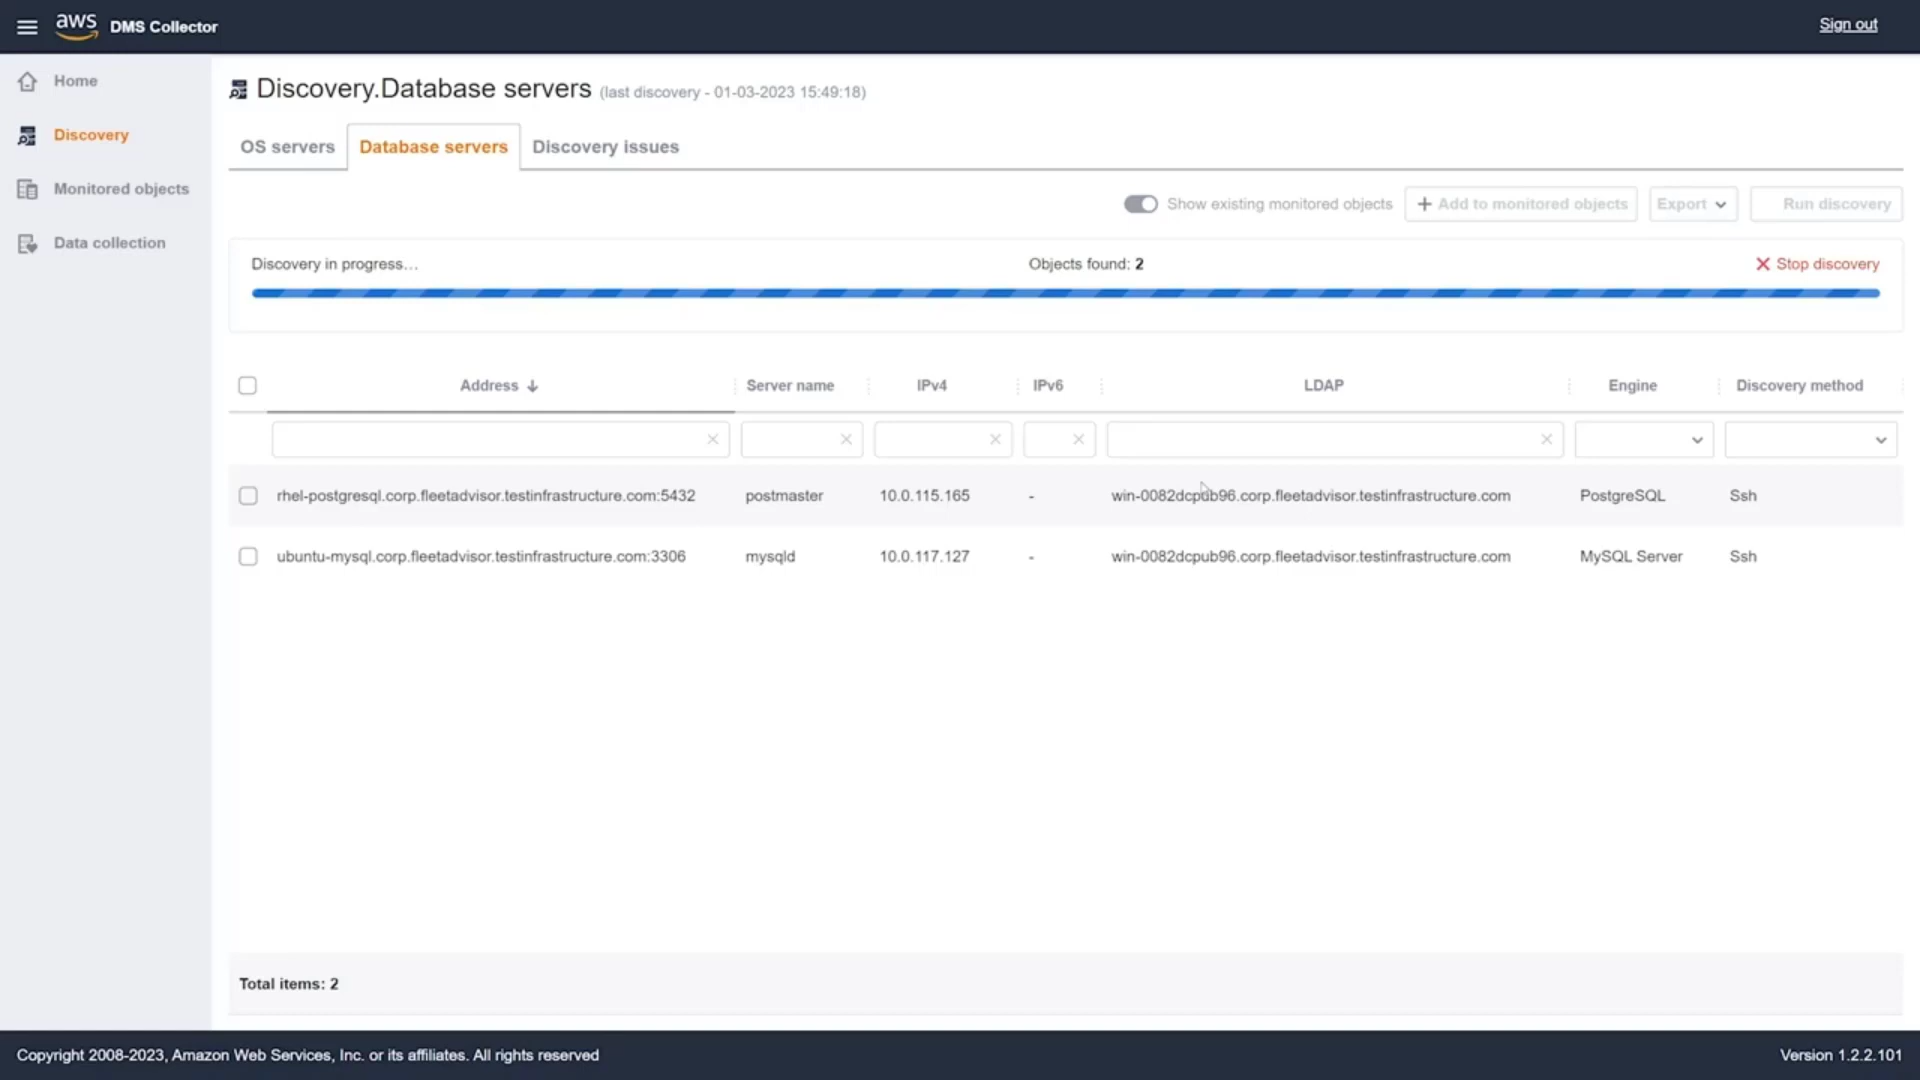 aws DMS Collector
Sign out
Home
Discovery
Monitored objects
Data collection
Discovery.Database servers (last discovery - 01-03-2023 15:49:18)
OS servers Database servers Discovery issues
Show existing monitored objects + Add to monitored objects Export Run discovery
Discovery in progress... Objects found: 2 Stop discovery
Address Server name IPv4 IPv6 LDAP Engine Discovery method
rhel-postgresql.corp.fleetadvisor.testinfrastructure.com:5432 postmaster 10.0.115.165 - win-0082dcpub96.corp.fleetadvisor.testinfrastructure.com PostgreSQL Ssh
ubuntu-mysql.corp.fleetadvisor.testinfrastructure.com:3306 mysqld 10.0.117.127 - win-0082dcpub96.corp.fleetadvisor.testinfrastructure.com MySQL Server Ssh
Total items: 2
Copyright 2008-2023, Amazon Web Services, Inc. or its affiliates. All rights reserved
Version 1.2.2.101